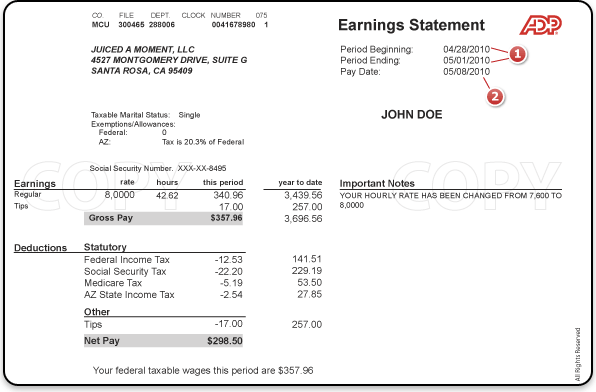 CO. FILE DEPT. CLOCK NUMBER 075
MCU 300465 288006 0041678980 1
Earnings Statement
ADP
JUICED A MOMENT, LLC
4527 MONTGOMERY DRIVE, SUITE G
SANTA ROSA, CA 95409
Period Beginning: 04/28/2010
Period Ending: 05/01/2010
Pay Date: 05/08/2010
1
2
Taxable Marital Status: Single
Exemptions/Allowances:
Federal: 0
AZ: Tax is 20.3% of Federal
JOHN DOE
Social Security Number. XXX-XX-8495
COPY
COPY
Earnings rate hours this period year to date
Regular 8,0000 42.62 340.96 3,439.56
Tips 17.00 257.00
Gross Pay $357.96 3,696.56
Important Notes
YOUR HOURLY RATE HAS BEEN CHANGED FROM 7,600 TO
8,0000
Deductions Statutory
Federal Income Tax -12.53 141.51
Social Security Tax -22.20 229.19
Medicare Tax -5.19 53.50
AZ State Income Tax -2.54 27.85
Other
Tips -17.00 257.00
Net Pay $298.50
Your federal taxable wages this period are $357.96
All Rights Reserved